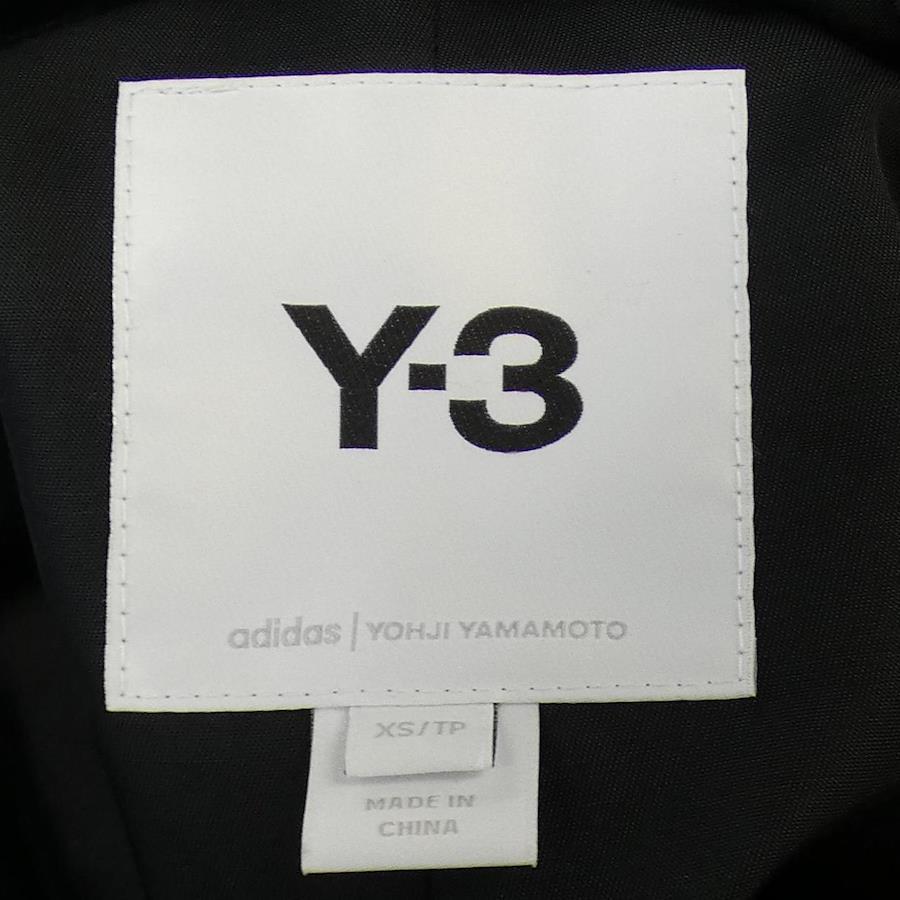 Y-3
adidas | YOHJI YAMAMOTO
XS/TP
MADE IN
CHINA